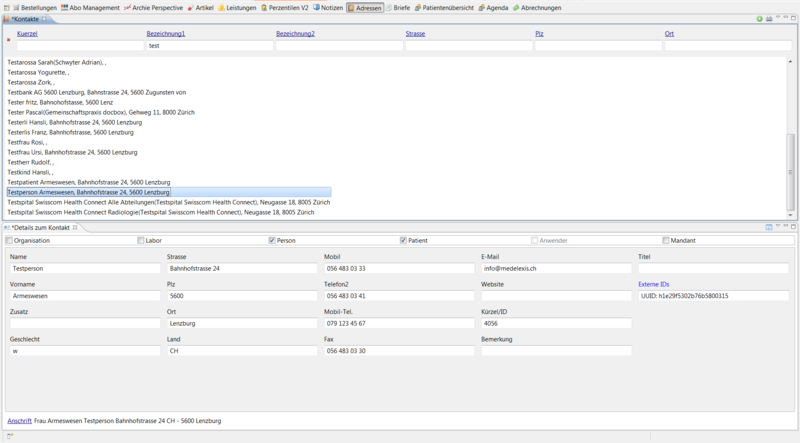 Bestellungen Abo Management Archie Perspective Artikel Leistungen Perzentilen V2 Notizen Adressen Briefe Patientenübersicht Agenda Abrechnungen
*Kontakte
Kuerzel Bezeichnung1 Bezeichnung2 Strasse Plz Ort
test
Testarossa Sarah(Schwyter Adrian), ,
Testarossa Yogurette, ,
Testarossa Zork, ,
Testbank AG 5600 Lenzburg, Bahnstrasse 24, 5600 Zugunsten von
Tester fritz, Bahnohofstasse, 5600 Lenz
Tester Pascal(Gemeinschaftspraxis docbox), Gehweg 11, 8000 Zürich
Testerli Hansli, Bahnhofstrasse 24, 5600 Lenzburg
Testerlis Franz, Bahnhofstrasse, 5600 Lenzburg
Testfrau Rosi, ,
Testfrau Ursi, Bahnhofstrasse 24, 5600 Lenzburg
Testherr Rudolf, ,
Testkind Hansli, ,
Testpatient Armeswesen, Bahnhofstrasse 24, 5600 Lenzburg
Testperson Armeswesen, Bahnhofstrasse 24, 5600 Lenzburg
Testspital Swisscom Health Connect Alle Abteilungen(Testspital Swisscom Health Connect), Neugasse 18, 8005 Zürich
Testspital Swisscom Health Connect Radiologie(Testspital Swisscom Health Connect), Neugasse 18, 8005 Zürich
*Details zum Kontakt
Organisation Labor Person Patient Anwender Mandant
Name Strasse Mobil E-Mail Titel
Testperson Bahnhofstrasse 24 056 483 03 33 info@medelexis.ch
Vorname Plz Telefon2 Website Externe IDs
Armeswesen 5600 056 483 03 41 UUID: h1e29f5302b76b5800315
Zusatz Ort Mobil-Tel. Kürzel/ID
Lenzburg 079 123 45 67 4056
Geschlecht Land Fax Bemerkung
w CH 056 483 03 30
Anschrift Frau Armeswesen Testperson Bahnhofstrasse 24 CH - 5600 Lenzburg